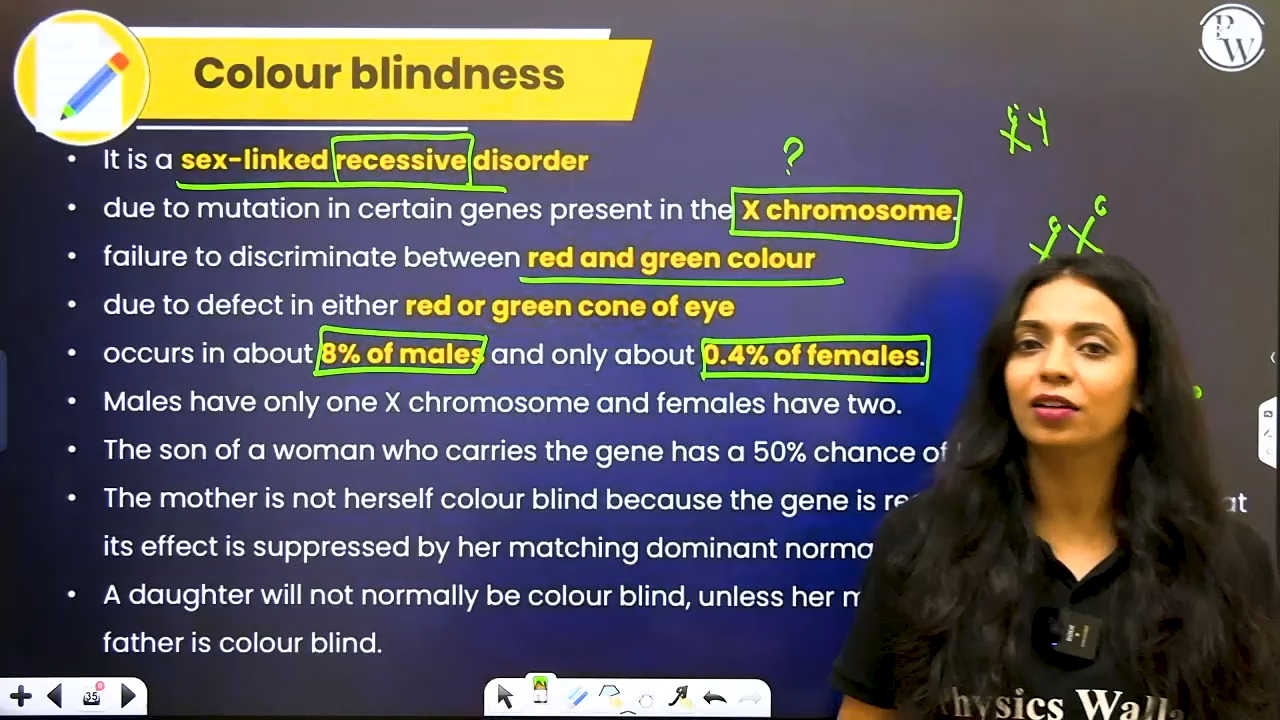 Colour blindness
PW
• It is a sex-linked recessive disorder
?
XᶜY
• due to mutation in certain genes present in the X chromosome.
XᶜXᶜ
• failure to discriminate between red and green colour
• due to defect in either red or green cone of eye
• occurs in about 8% of males and only about 0.4% of females.
• Males have only one X chromosome and females have two.
• The son of a woman who carries the gene has a 50% chance of
• The mother is not herself colour blind because the gene is at
its effect is suppressed by her matching dominant
• A daughter will not normally be colour blind, unless her
father is colour blind.
35
Physics Walla